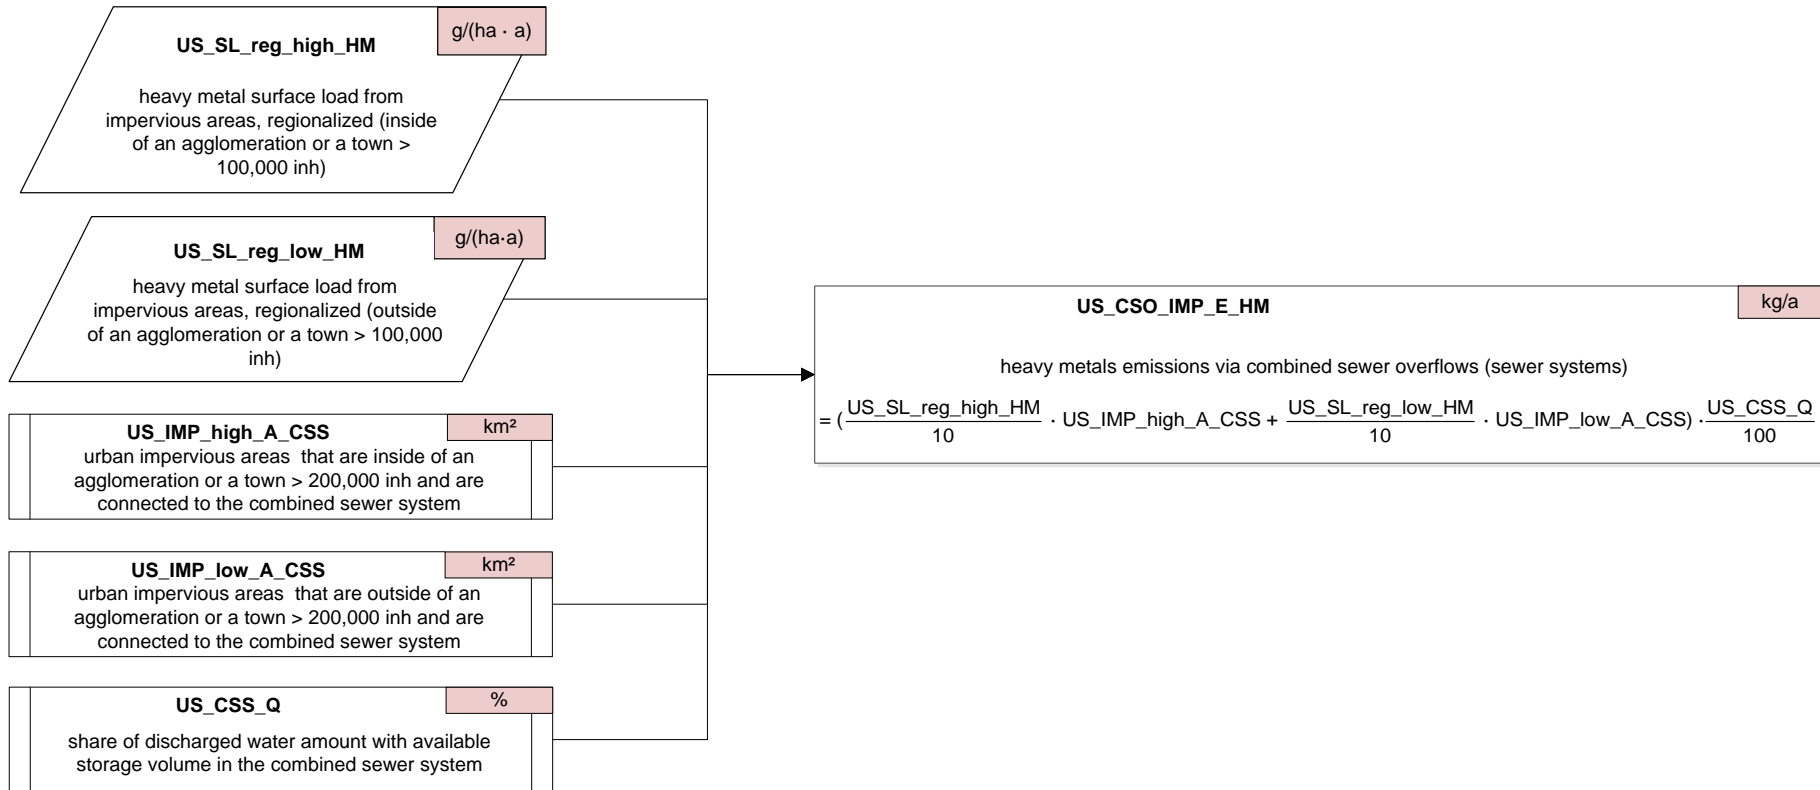 US_SL_reg_high_HM
g/(ha · a)
heavy metal surface load from
impervious areas, regionalized (inside
of an agglomeration or a town >
100,000 inh)
US_SL_reg_low_HM
g/(ha·a)
heavy metal surface load from
impervious areas, regionalized (outside
of an agglomeration or a town > 100,000
inh)
US_IMP_high_A_CSS
km²
urban impervious areas that are inside of an
agglomeration or a town > 200,000 inh and are
connected to the combined sewer system
US_IMP_low_A_CSS
km²
urban impervious areas that are outside of an
agglomeration or a town > 200,000 inh and are
connected to the combined sewer system
US_CSS_Q
%
share of discharged water amount with available
storage volume in the combined sewer system
US_CSO_IMP_E_HM
kg/a
heavy metals emissions via combined sewer overflows (sewer systems)
= (US_SL_reg_high_HM/10 · US_IMP_high_A_CSS + US_SL_reg_low_HM/10 · US_IMP_low_A_CSS) · US_CSS_Q/100